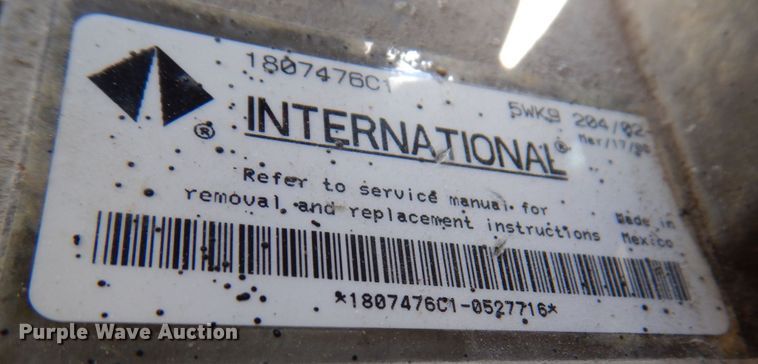 1807476C1
5WK9 204/02-
INTERNATIONAL®
®
Refer to service manual for
removal and replacement instructions
Made in
Mexico
*1807476C1-0527716*
Purple Wave Auction